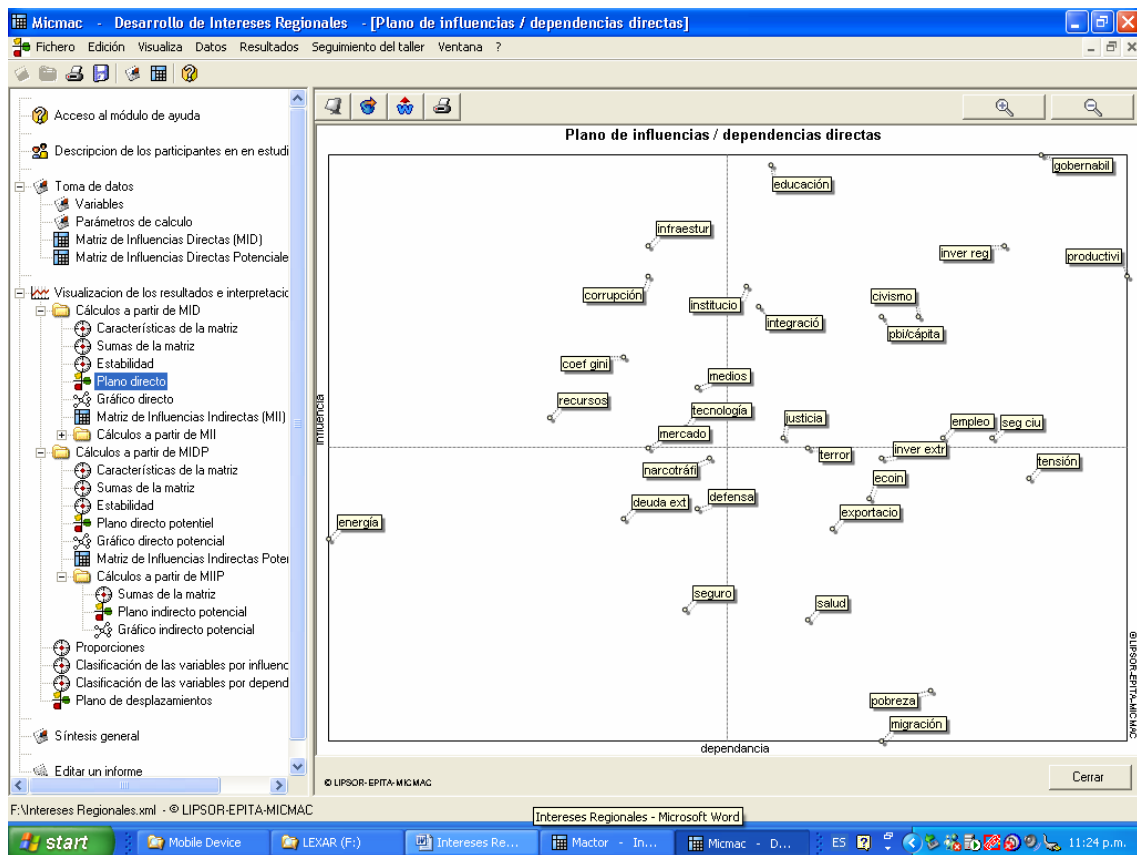 Micmac - Desarrollo de Intereses Regionales - [Plano de influencias / dependencias directas]
Fichero Edición Visualiza Datos Resultados Seguimiento del taller Ventana ?
Acceso al módulo de ayuda
Descripcion de los participantes en en estudi
Toma de datos
Variables
Parámetros de calculo
Matriz de Influencias Directas (MID)
Matriz de Influencias Directas Potenciale
Visualizacion de los resultados e interpretacic
Cálculos a partir de MID
Características de la matriz
Sumas de la matriz
Estabilidad
Plano directo
Gráfico directo
Matriz de Influencias Indirectas (MII)
Cálculos a partir de MII
Cálculos a partir de MIDP
Características de la matriz
Sumas de la matriz
Estabilidad
Plano directo potentiel
Gráfico directo potencial
Matriz de Influencias Indirectas Poter
Cálculos a partir de MIIP
Sumas de la matriz
Plano indirecto potencial
Gráfico indirecto potencial
Proporciones
Clasificación de las variables por influenc
Clasificación de las variables por depend
Plano de desplazamientos
Síntesis general
Editar un informe
Plano de influencias / dependencias directas
gobernabil
educación
infraestur
inver reg
productivi
corrupción
institucio
civismo
integració
pbi/cápita
coef gini
medios
recursos
tecnología
justicia
empleo
seg ciu
mercado
terror
inver extr
tensión
narcotráfi
ecoin
deuda ext
defensa
exportacio
energía
seguro
salud
pobreza
migración
influencia
dependancia
© LIPSOR-EPITA-MICMAC
© LIPSOR-EPITA-MICMAC
Cerrar
F:\Intereses Regionales.xml - © LIPSOR-EPITA-MICMAC
Intereses Regionales - Microsoft Word
start
Mobile Device
LEXAR (F:)
Intereses Re...
Mactor - In...
Micmac - D...
ES
11:24 p.m.